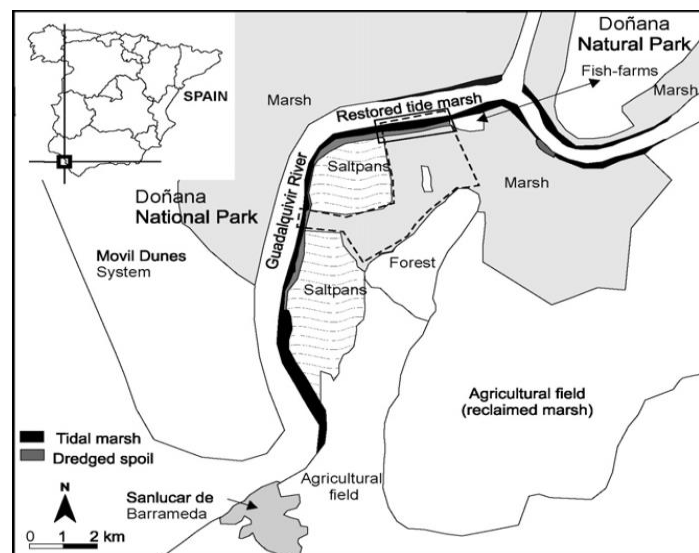 SPAIN
Doñana
Natural Park
Fish-farms
Marsh
Marsh
Restored tide marsh
Saltpans
Marsh
Doñana
National Park
Guadalquivir River
Movil Dunes
System
Forest
Saltpans
Agricultural field
(reclaimed marsh)
Tidal marsh
Dredged spoil
Agricultural
field
N
Sanlucar de
Barrameda
0 1 2 km